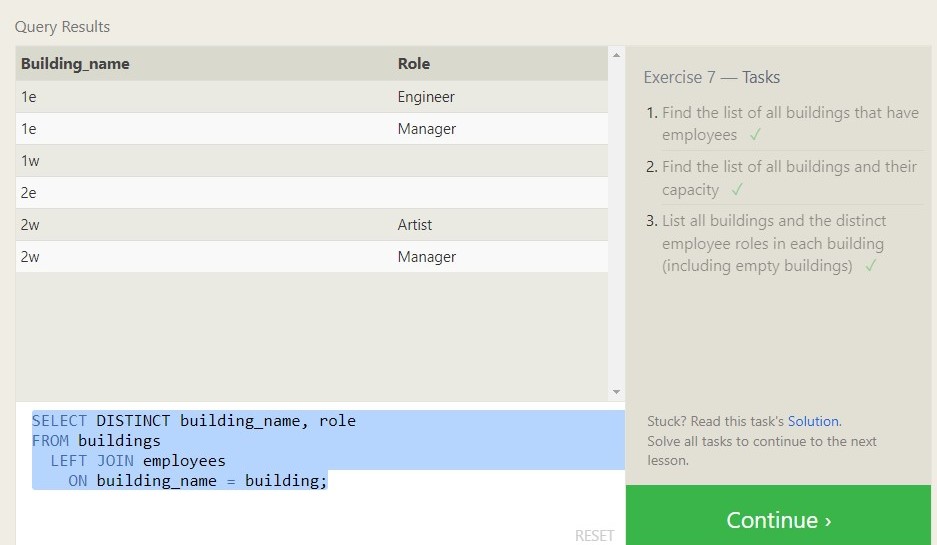 Query Results
Building_name Role
1e Engineer
1e Manager
1w
2e
2w Artist
2w Manager
SELECT DISTINCT building_name, role
FROM buildings
LEFT JOIN employees
ON building_name = building;
RESET
Exercise 7 — Tasks
1. Find the list of all buildings that have
employees ✓
2. Find the list of all buildings and their
capacity ✓
3. List all buildings and the distinct
employee roles in each building
(including empty buildings) ✓
Stuck? Read this task's Solution.
Solve all tasks to continue to the next
lesson.
Continue ›